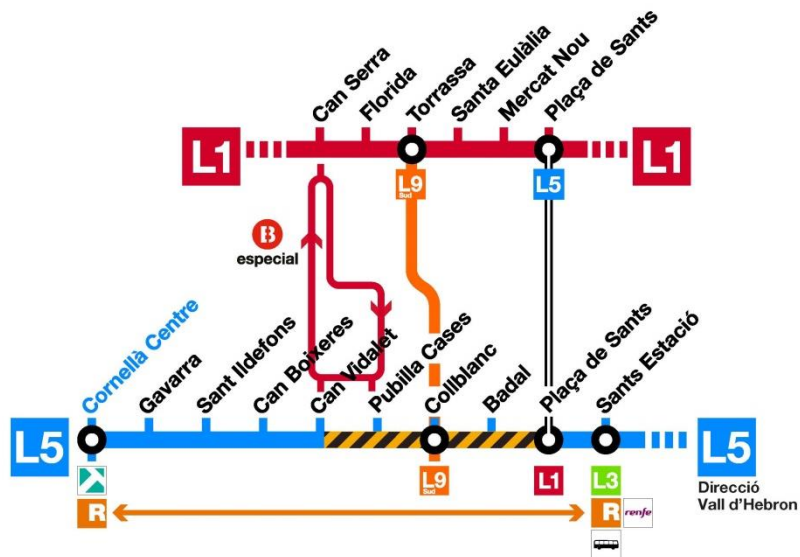 Can Serra
Florida
Torrassa
Santa Eulàlia
Mercat Nou
Plaça de Sants
L1
L1
L9
Sud
L5
B
especial
Cornellà Centre
Gavarra
Sant Ildefons
Can Boixeres
Can Vidalet
Pubilla Cases
Collblanc
Badal
Plaça de Sants
Sants Estació
L5
L5
L9
Sud
L1
L3
Direcció
Vall d'Hebron
R
R
renfe